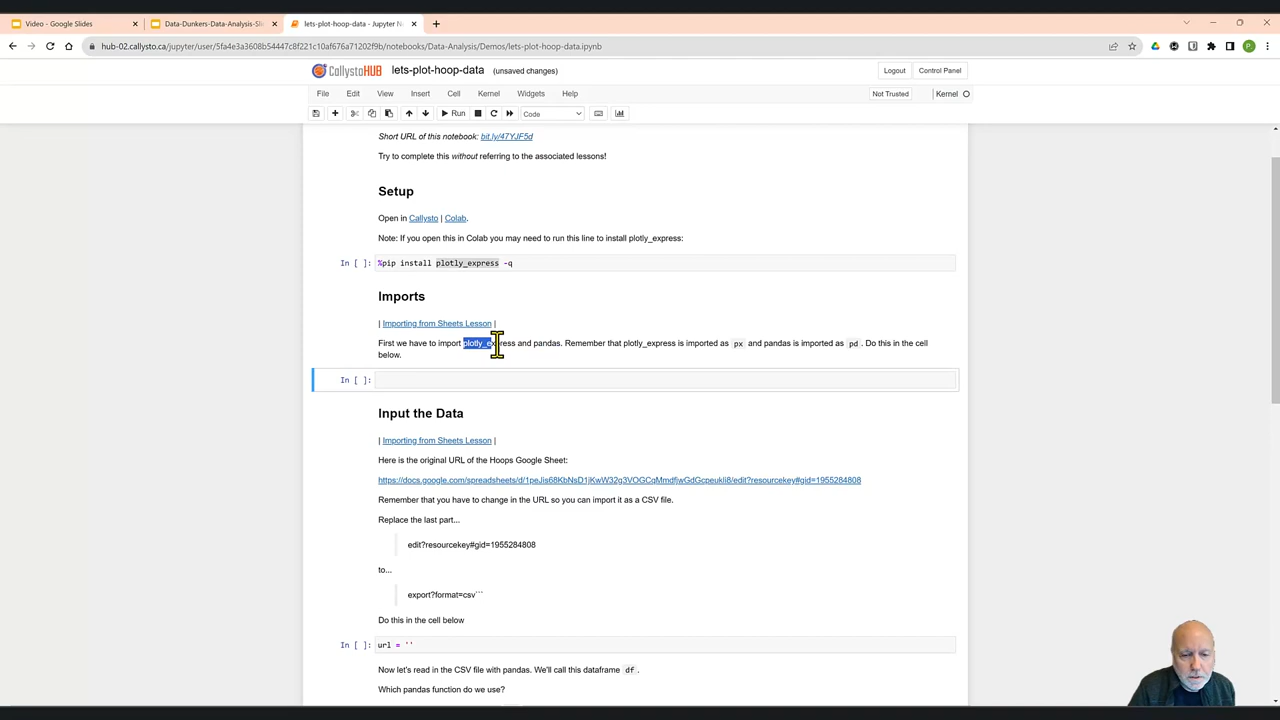 Video - Google Slides
Data-Dunkers-Data-Analysis-Sli
lets-plot-hoop-data - Jupyter N
hub-02.callysto.ca/jupyter/user/5fa4e3a3608b54447c8f221c10af676a71202f9b/notebooks/Data-Analysis/Demos/lets-plot-hoop-data.ipynb
CallystoHUB lets-plot-hoop-data (unsaved changes) Logout Control Panel
File Edit View Insert Cell Kernel Widgets Help Not Trusted Kernel
Run Code
Short URL of this notebook: bit.ly/47YJF5d
Try to complete this without referring to the associated lessons!
Setup
Open in Callysto | Colab.
Note: If you open this in Colab you may need to run this line to install plotly_express:
In [ ]: %pip install plotly_express -q
Imports
| Importing from Sheets Lesson |
First we have to import plotly_express and pandas. Remember that plotly_express is imported as px and pandas is imported as pd. Do this in the cell
below.
In [ ]:
Input the Data
| Importing from Sheets Lesson |
Here is the original URL of the Hoops Google Sheet:
https://docs.google.com/spreadsheets/d/1peJis68KbNsD1jKwW32g3VOGCqMmdfjwGdGcpeukli8/edit?resourcekey#gid=1955284808
Remember that you have to change in the URL so you can import it as a CSV file.
Replace the last part...
edit?resourcekey#gid=1955284808
to...
export?format=csv```
Do this in the cell below
In [ ]: url = ''
Now let's read in the CSV file with pandas. We'll call this dataframe df.
Which pandas function do we use?